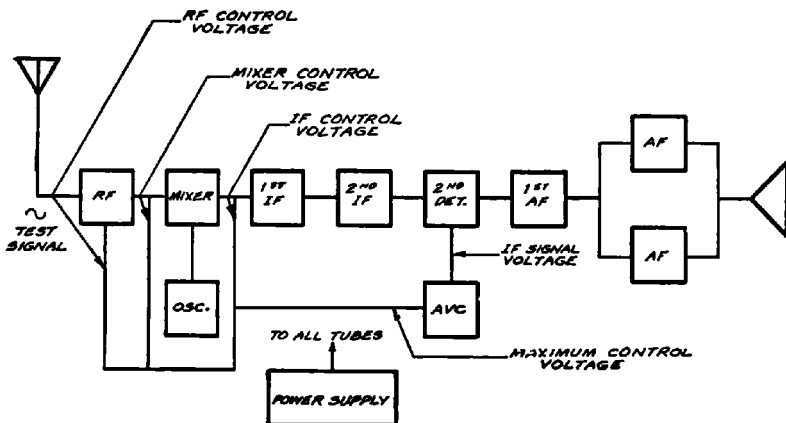 RF CONTROL
VOLTAGE
MIXER CONTROL
VOLTAGE
IF CONTROL
VOLTAGE
RF
MIXER
1ST
IF
2ND
IF
2ND
DET.
1ST
AF
AF
AF
~
TEST
SIGNAL
OSC.
IF SIGNAL
VOLTAGE
AVC
TO ALL TUBES
MAXIMUM CONTROL
VOLTAGE
POWER SUPPLY